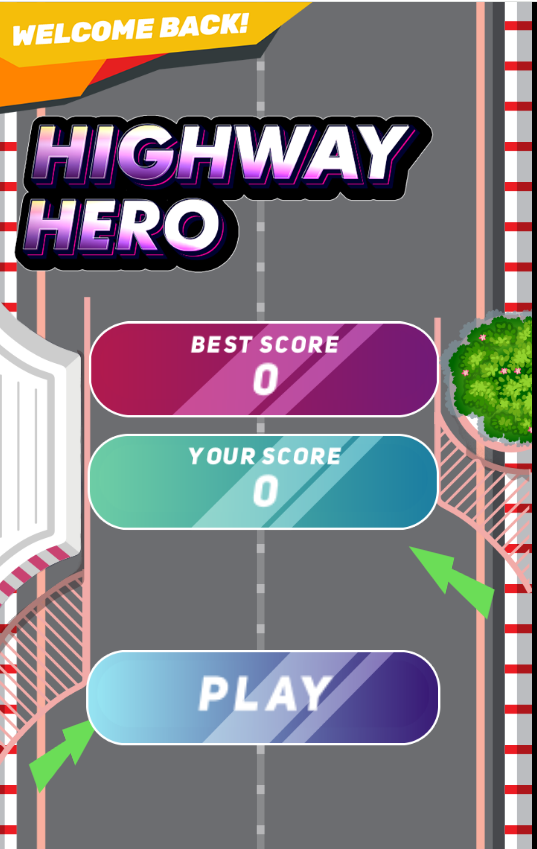 WELCOME BACK!
HIGHWAY
HERO
BEST SCORE
0
YOUR SCORE
0
PLAY